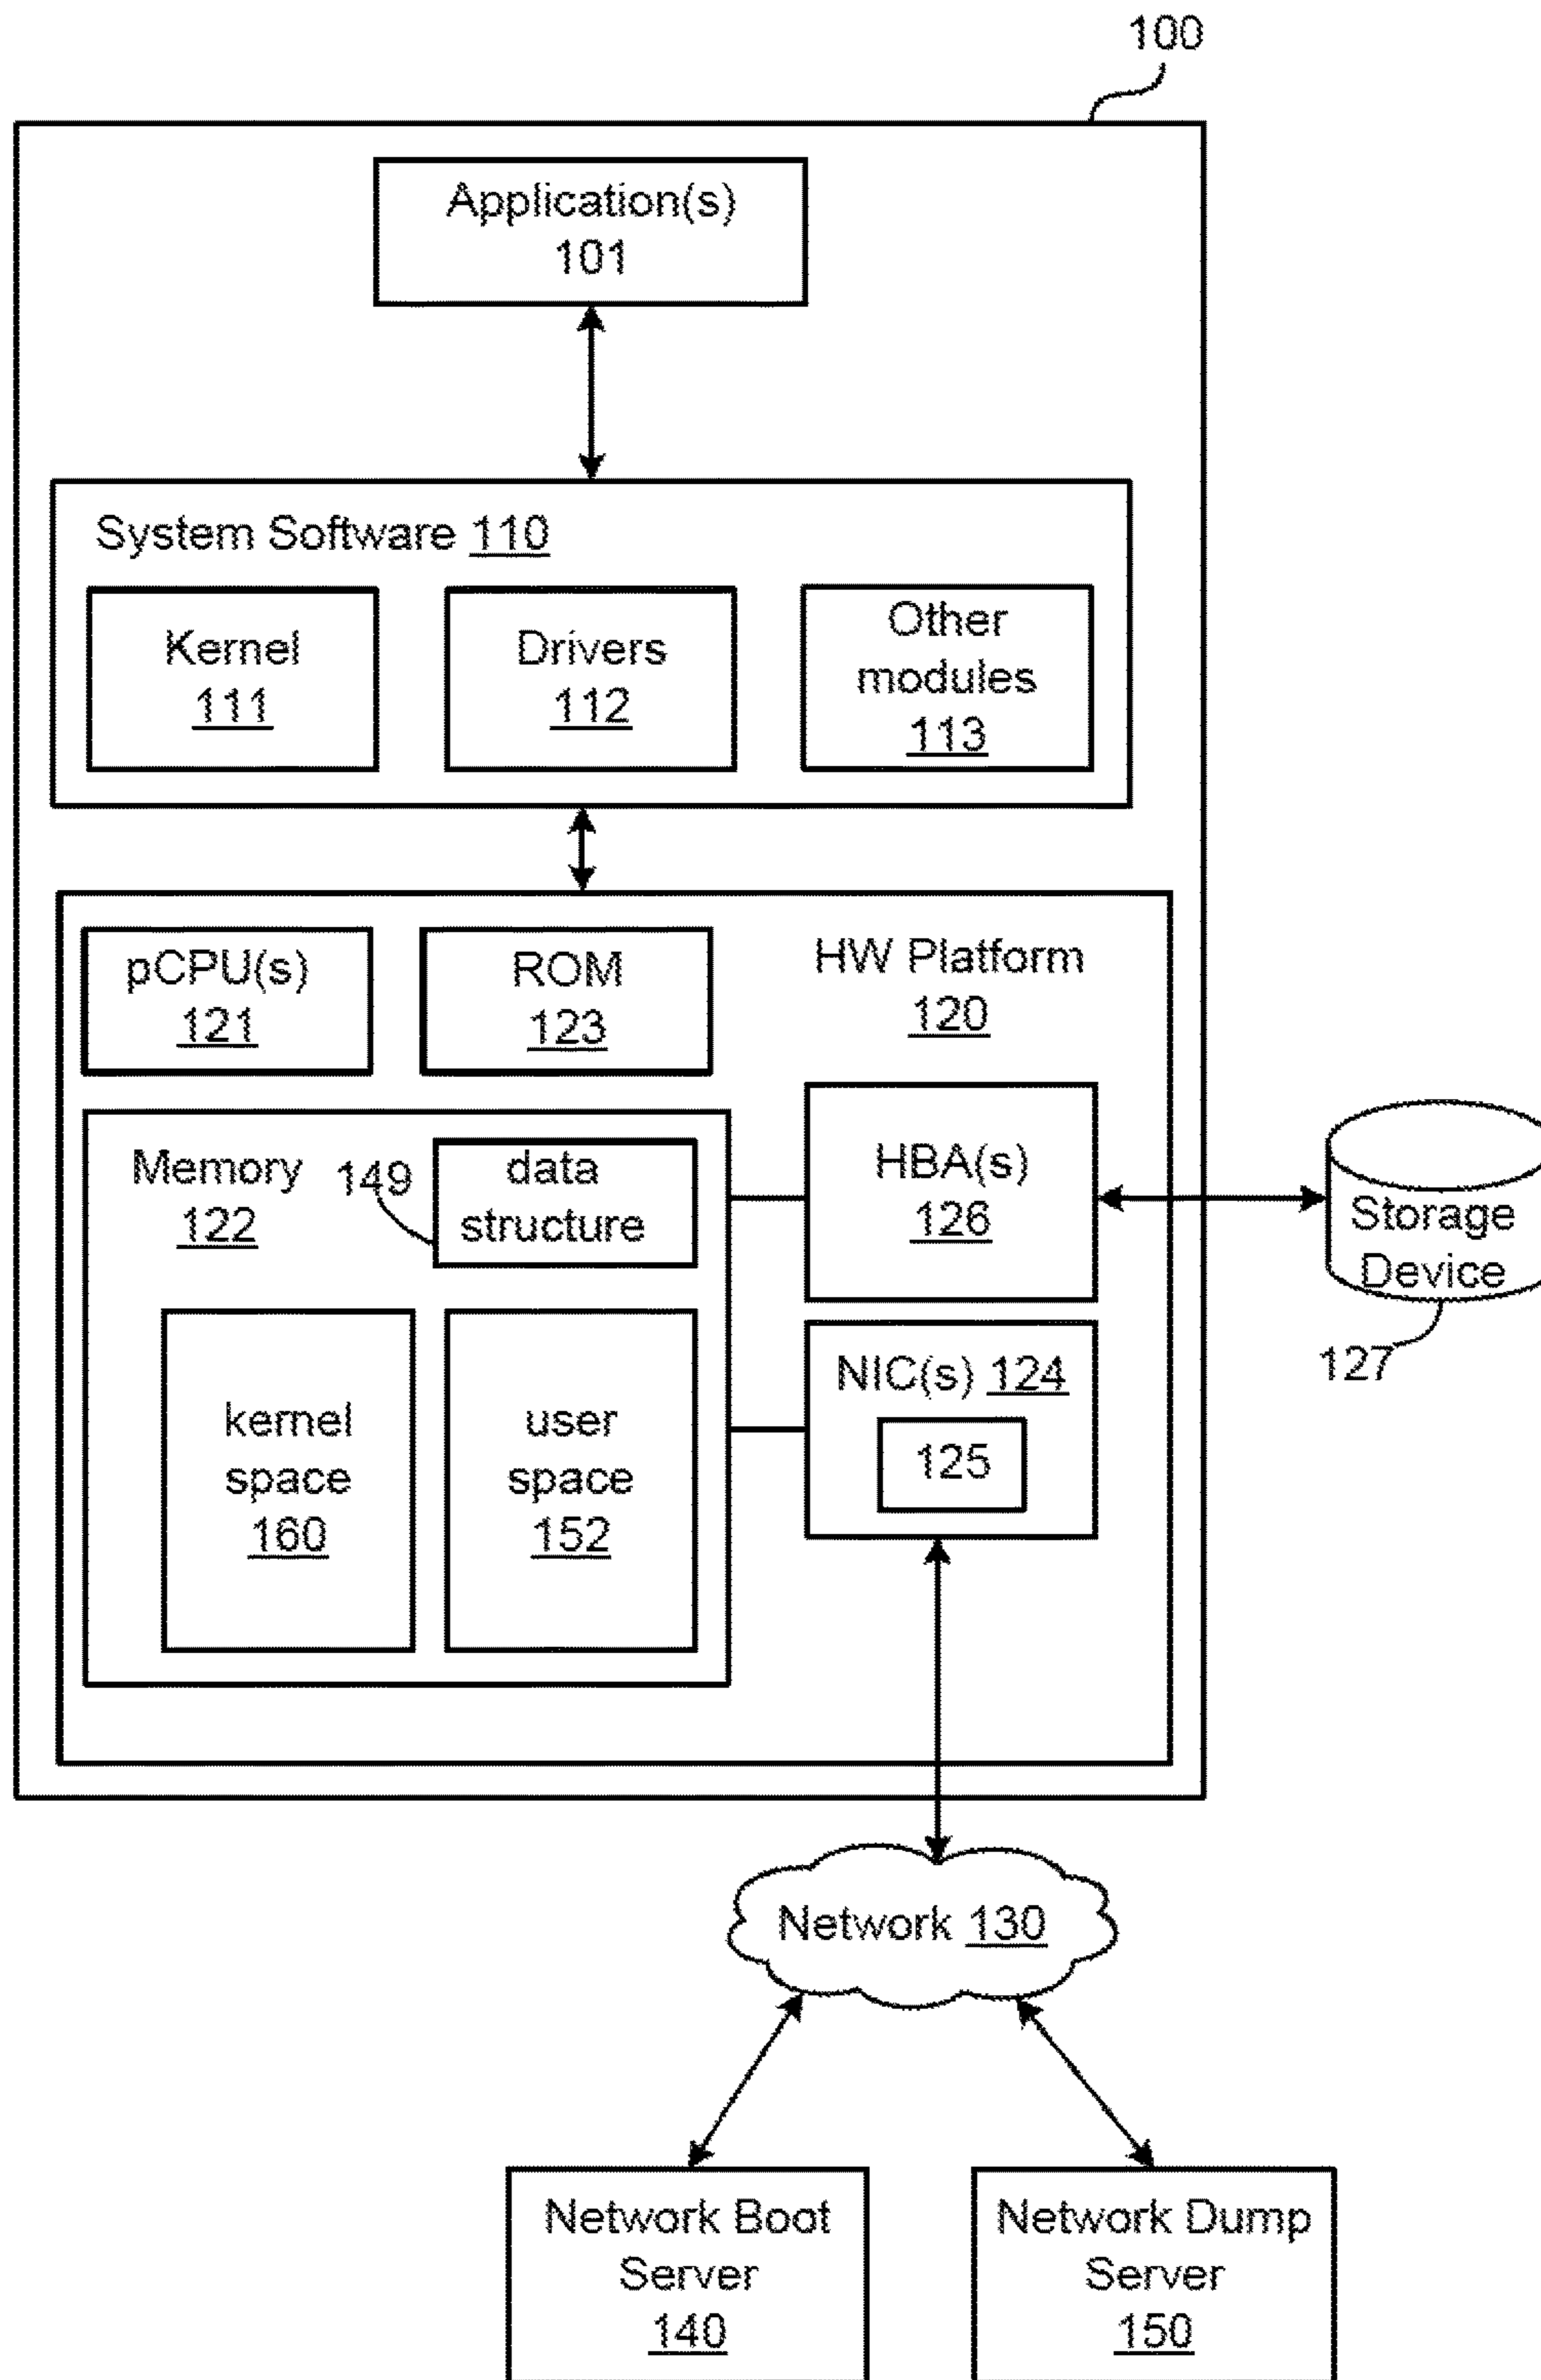 100
Application(s)
101
System Software 110
Kernel
111
Drivers
112
Other
modules
113
pCPU(s)
121
ROM
123
HW Platform
120
Memory
122
149
data
structure
HBA(s)
126
Storage
Device
127
kernel
space
160
user
space
152
NIC(s) 124
125
Network 130
Network Boot
Server
140
Network Dump
Server
150